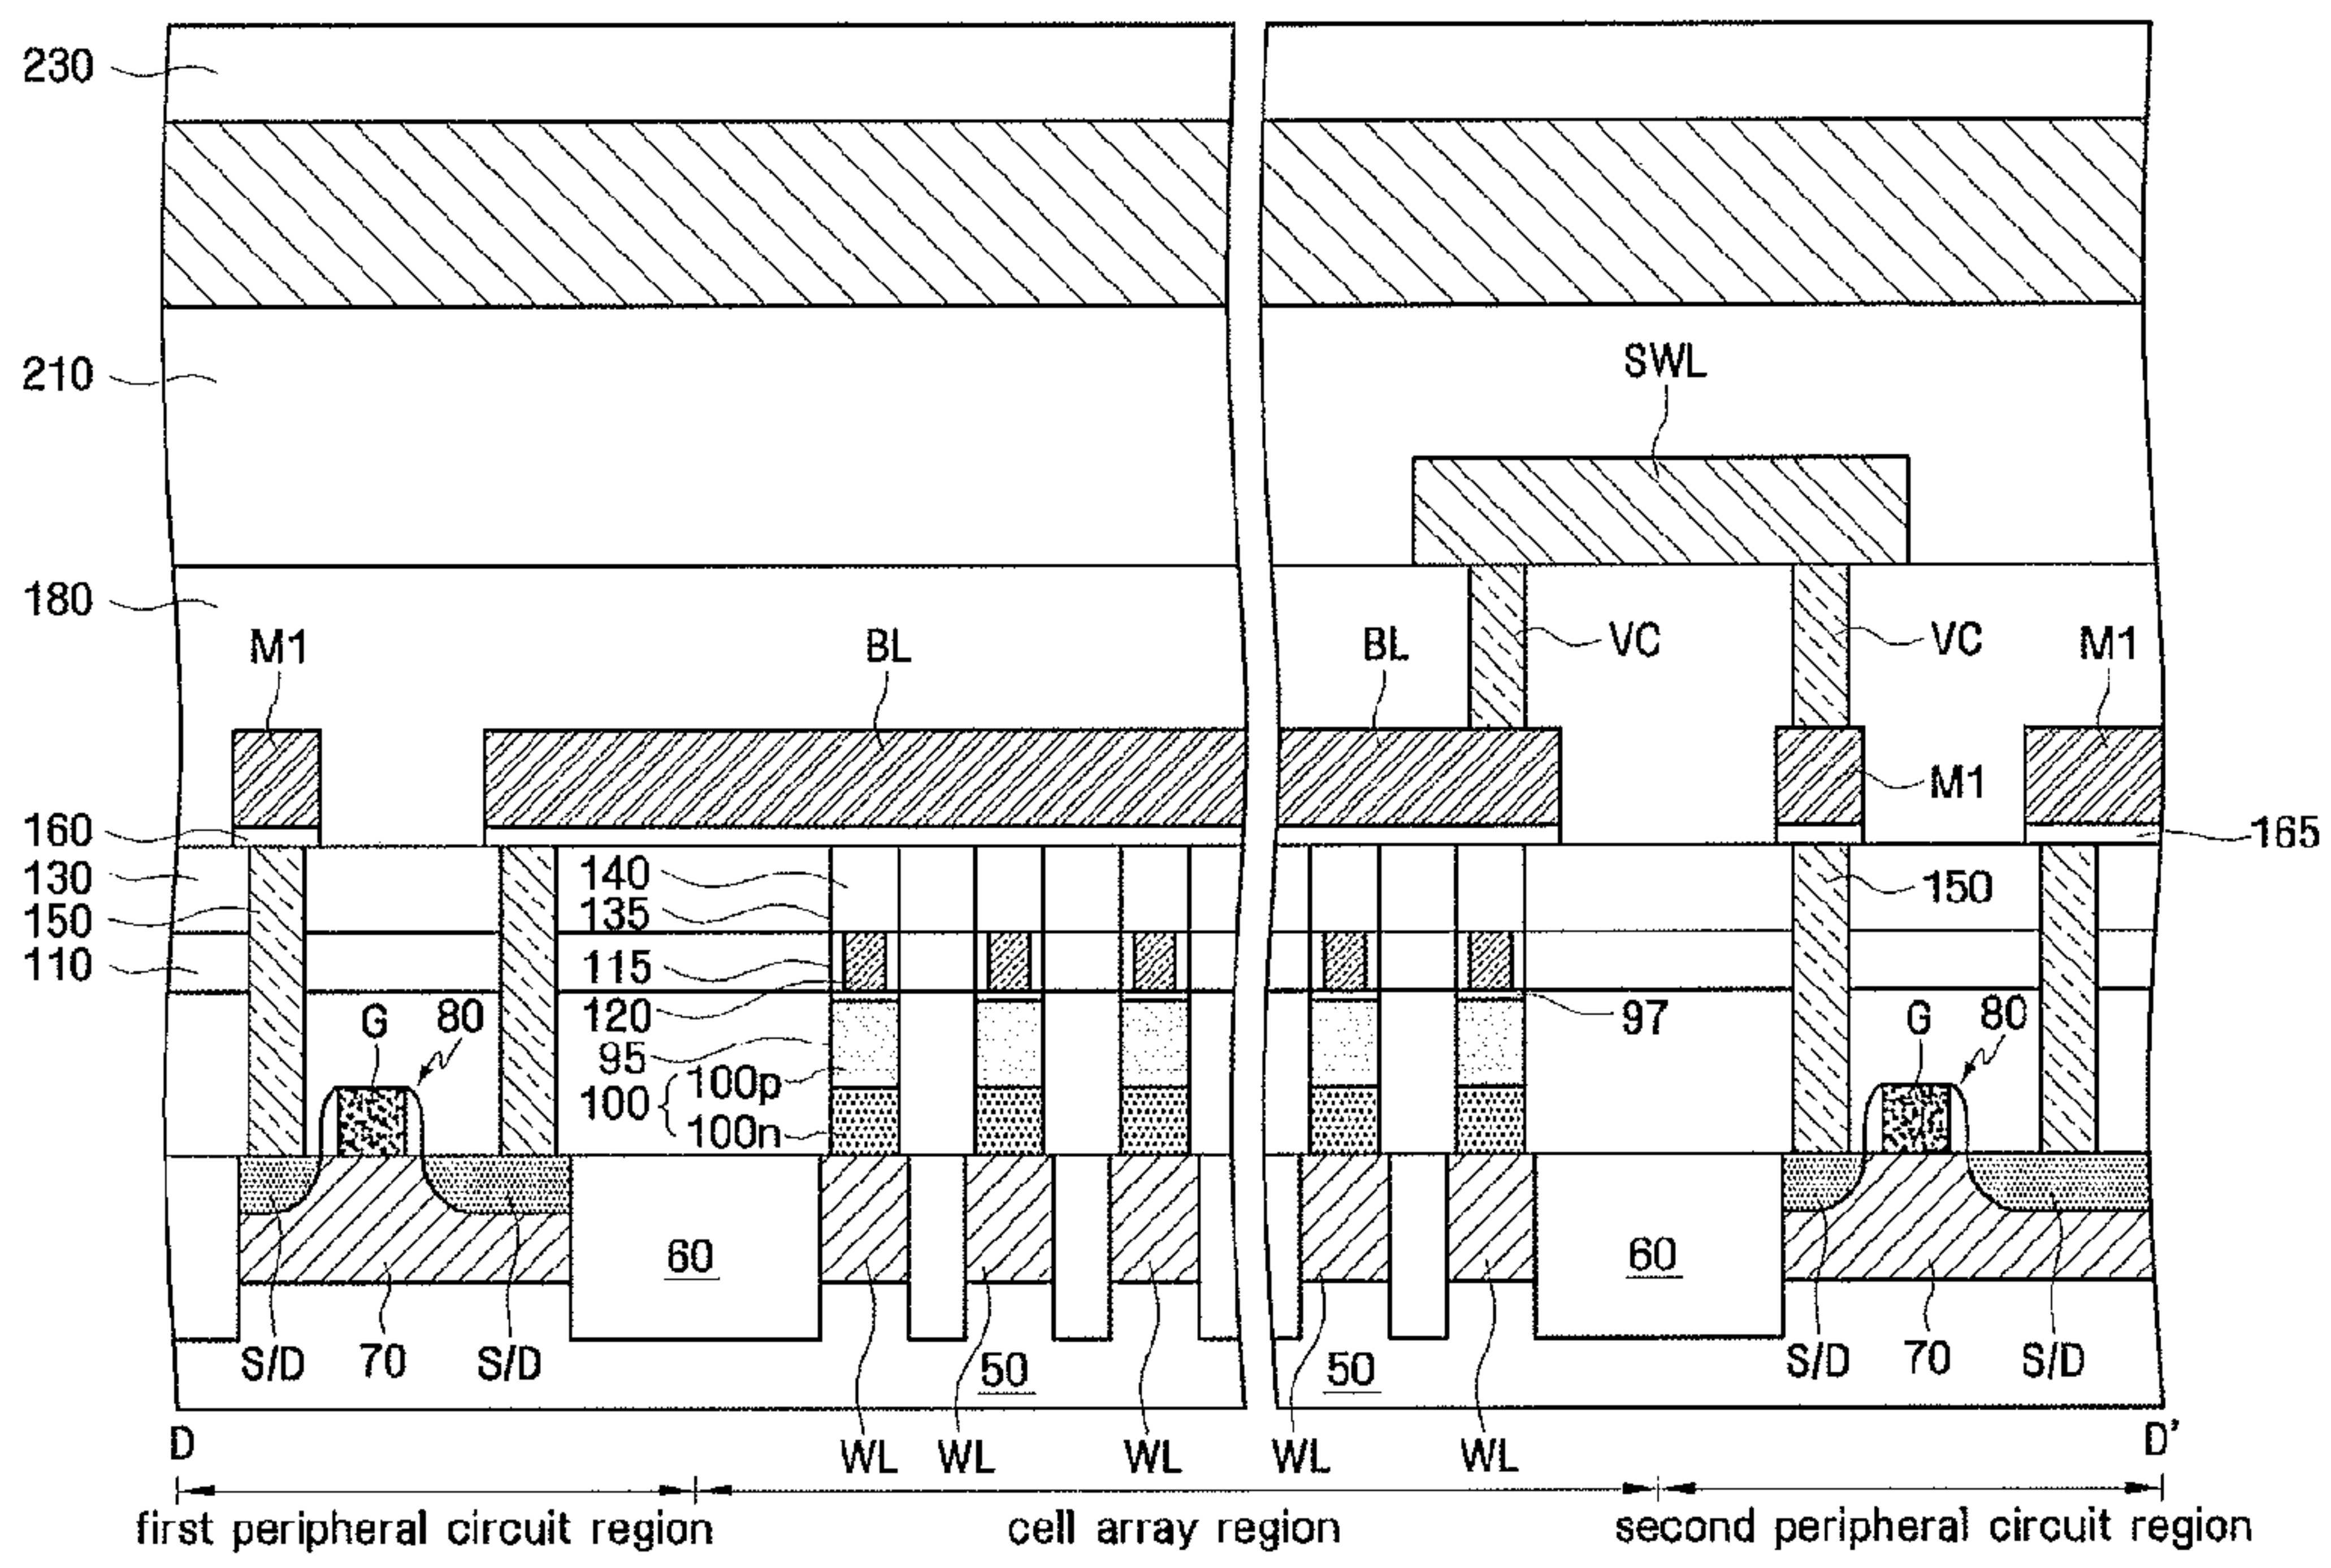 230
210
SWL
180
M1
BL
BL
VC
VC
M1
M1
160
165
130
140
150
150
135
110
115
G
80
120
97
G
80
95
100
100p
100n
60
60
S/D
70
S/D
50
50
S/D
70
S/D
D
WL
WL
WL
WL
WL
D'
first peripheral circuit region
cell array region
second peripheral circuit region